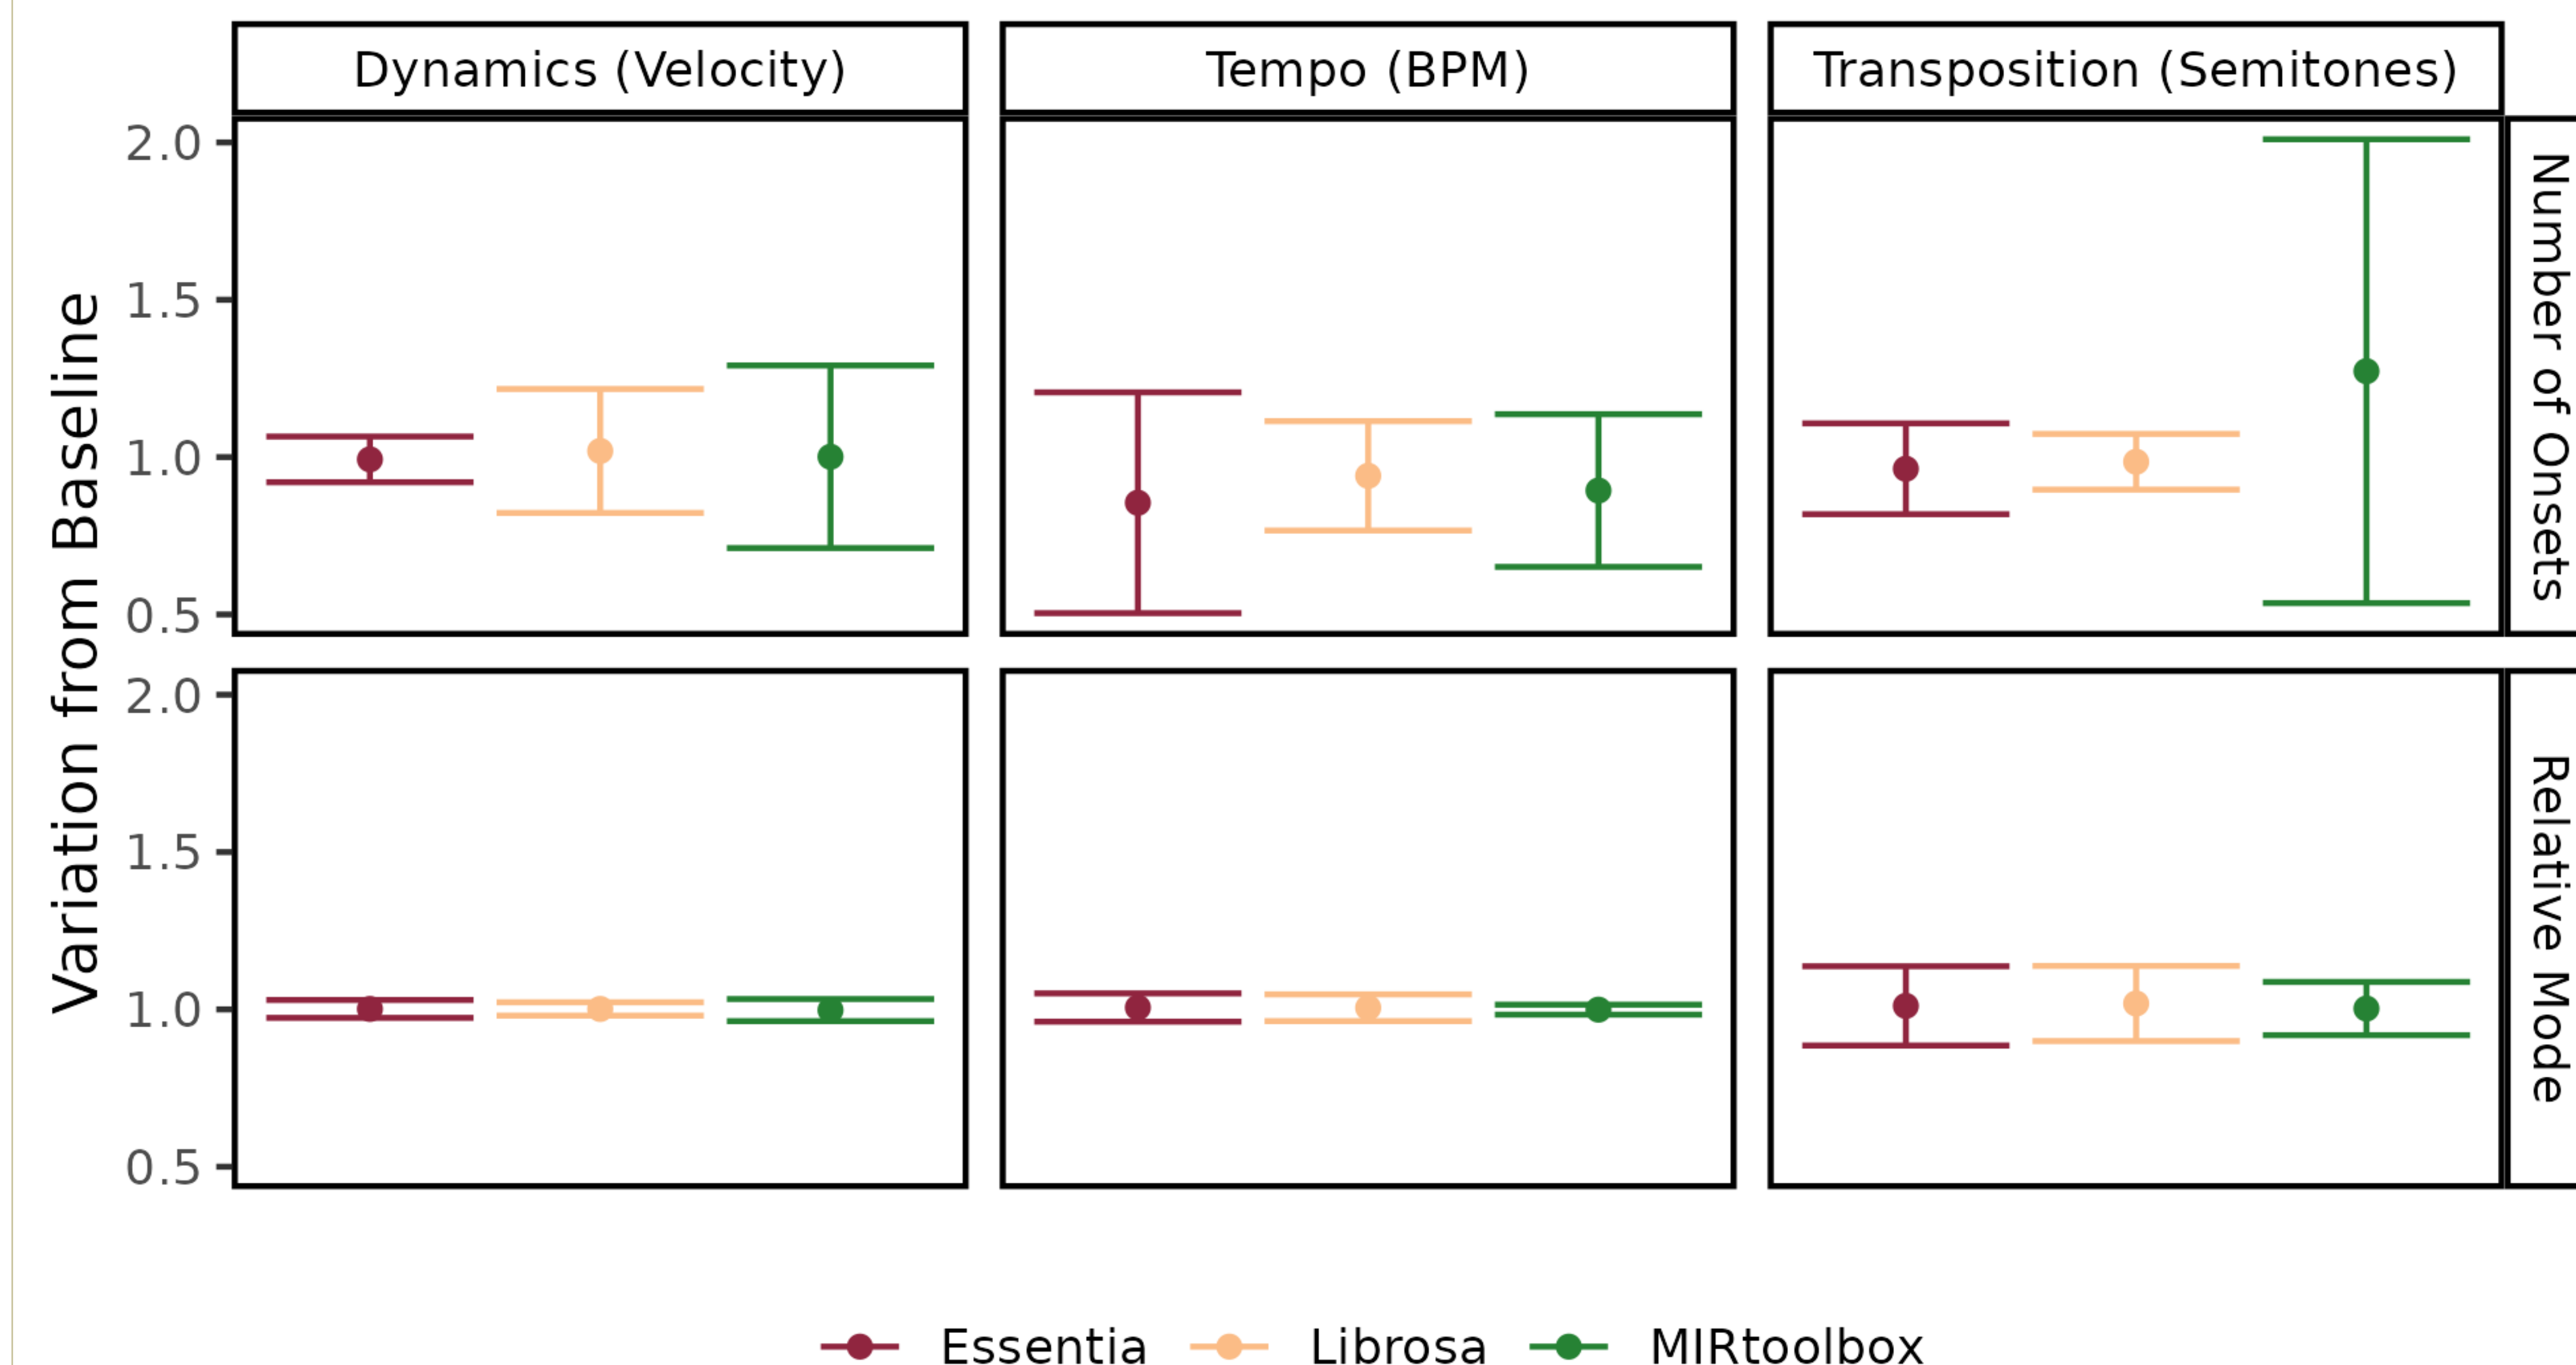 Dynamics (Velocity)
Tempo (BPM)
Transposition (Semitones)
Variation from Baseline
2.0
1.5
1.0
0.5
Number of Onsets
2.0
1.5
1.0
0.5
Relative Mode
Essentia
Librosa
MIRtoolbox